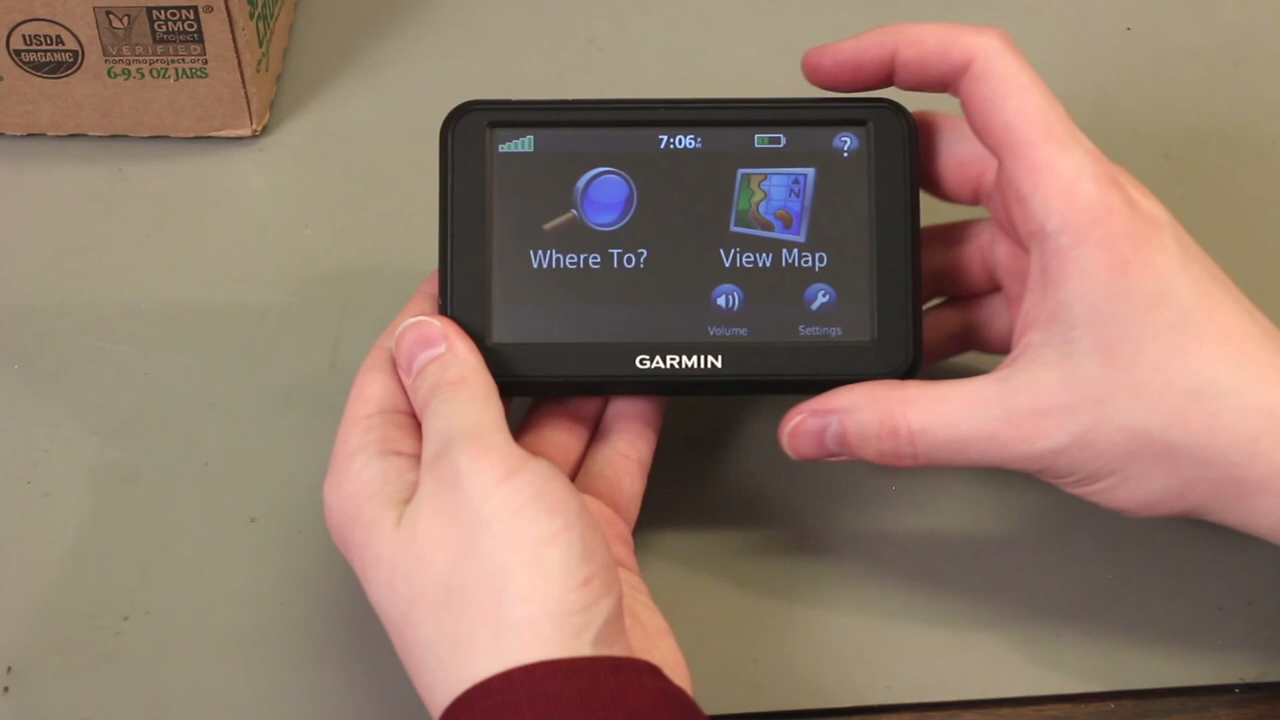 USDA
ORGANIC
NON
GMO
Project
VERIFIED
nongmoproject.org
6-9.5 OZ JARS
7:06
?
N
Where To?
View Map
Volume
Settings
GARMIN